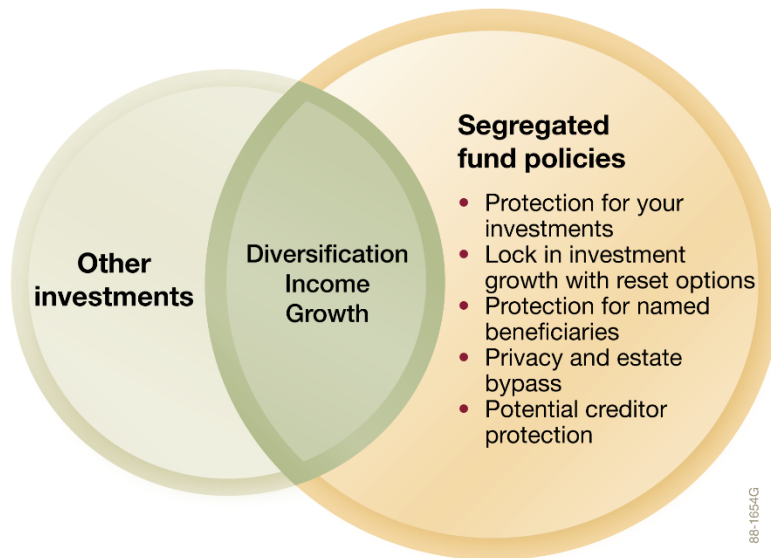 Other
investments
Diversification
Income
Growth
Segregated
fund policies
• Protection for your
investments
• Lock in investment
growth with reset options
• Protection for named
beneficiaries
• Privacy and estate
bypass
• Potential creditor
protection
88-1654G